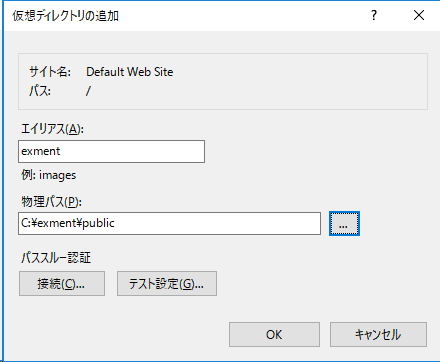 仮想ディレクトリの追加
サイト名: Default Web Site
パス: /
エイリアス(A):
exment
例: images
物理パス(P):
C:¥exment¥public
...
パススルー認証
接続(C)...
テスト設定(G)...
OK
キャンセル